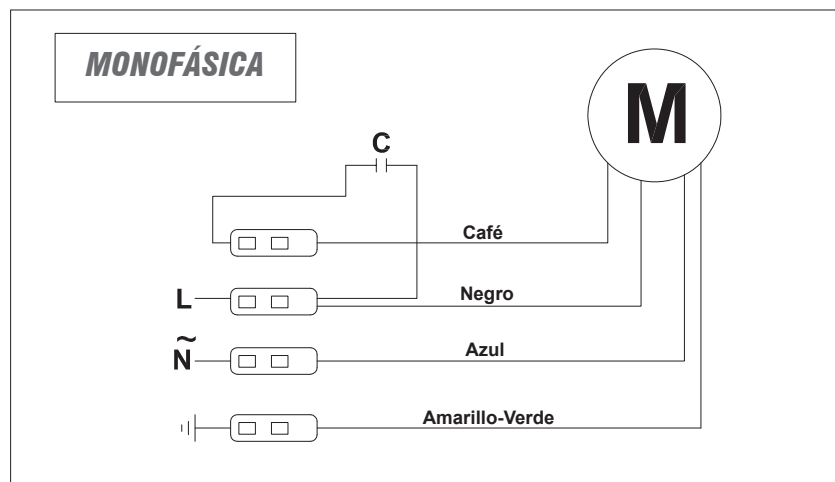 MONOFÁSICA
M
C
Café
L
Negro
Ñ
Azul
Amarillo-Verde